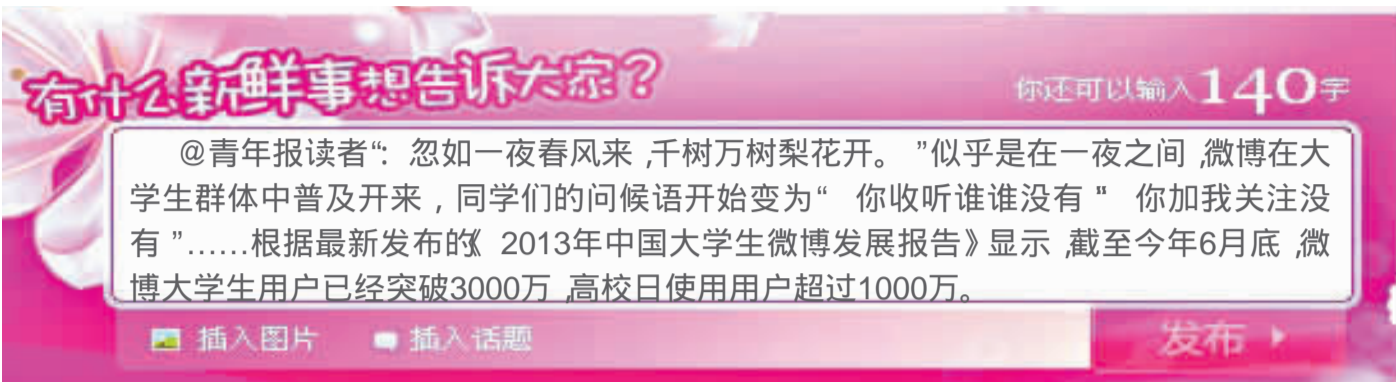 有什么新鲜事想告诉大家?
你还可以输入140字
@青年报读者“:忽如一夜春风来,千树万树梨花开。”似乎是在一夜之间,微博在大
学生群体中普及开来,同学们的问候语开始变为“你收听谁谁没有”“你加我关注没
有”……根据最新发布的《2013年中国大学生微博发展报告》显示,截至今年6月底,微
博大学生用户已经突破3000万,高校日使用用户超过1000万。
插入图片 插入话题 发布